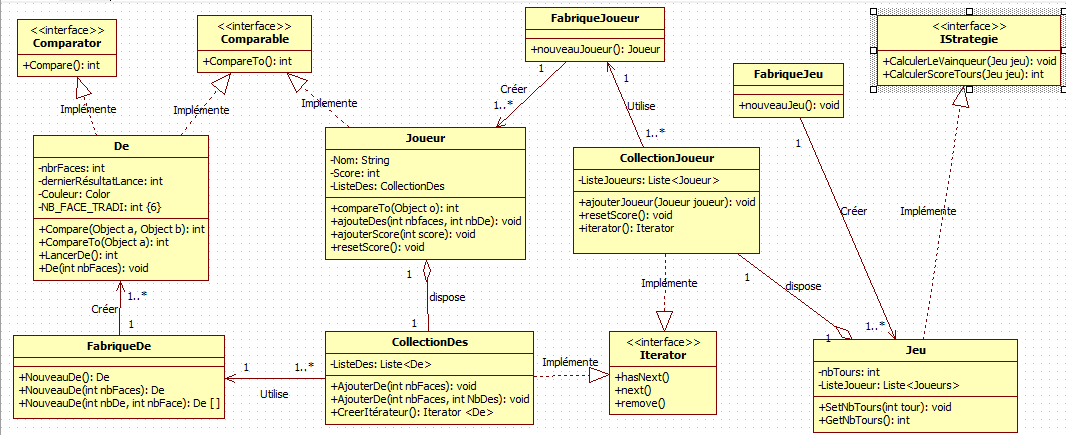 <<interface>>
Comparator
+Compare(): int
<<interface>>
Comparable
+CompareTo(): int
FabriqueJoueur
+nouveauJoueur(): Joueur
<<interface>>
IStrategie
+CalculerLeVainqueur(Jeu jeu): void
+CalculerScoreTours(Jeu jeu): int
FabriqueJeu
+nouveauJeu(): void
Implémente
Implémente
Implemente
1
Créer
1..*
1
Utilise
1..*
1
De
-nbrFaces: int
-dernierRésultatLance: int
-Couleur: Color
-NB_FACE_TRADI: int {6}
+Compare(Object a, Object b): int
+CompareTo(Object a): int
+LancerDe(): int
+De(int nbFaces): void
Joueur
-Nom: String
-Score: int
-ListeDes: CollectionDes
+compareTo(Object o): int
+ajouteDes(int nbfaces, int nbDe): void
+ajouterScore(int score): void
+resetScore(): void
CollectionJoueur
-ListeJoueurs: Liste<Joueur>
+ajouterJoueur(Joueur joueur): void
+resetScore(): void
+iterator(): Iterator
Créer
Implémente
1..*
Créer
1
1
dispose
1
Implémente
1
dispose
1
1..*
FabriqueDe
+NouveauDe(): De
+NouveauDe(int nbFaces): De
+NouveauDe(int nbDe, int nbFace): De [ ]
1
1..*
Utilise
CollectionDes
-ListeDes: List <De>
+AjouterDe(int nbFaces): void
+AjouterDe(int nbFaces, int NbDes): void
+CreerItérateur(): Iterator <De>
Implémente
<<interface>>
Iterator
+hasNext()
+next()
+remove()
Jeu
-nbTours: int
-ListeJoueur: Liste<Joueurs>
+SetNbTours(int tour): void
+GetNbTours(): int